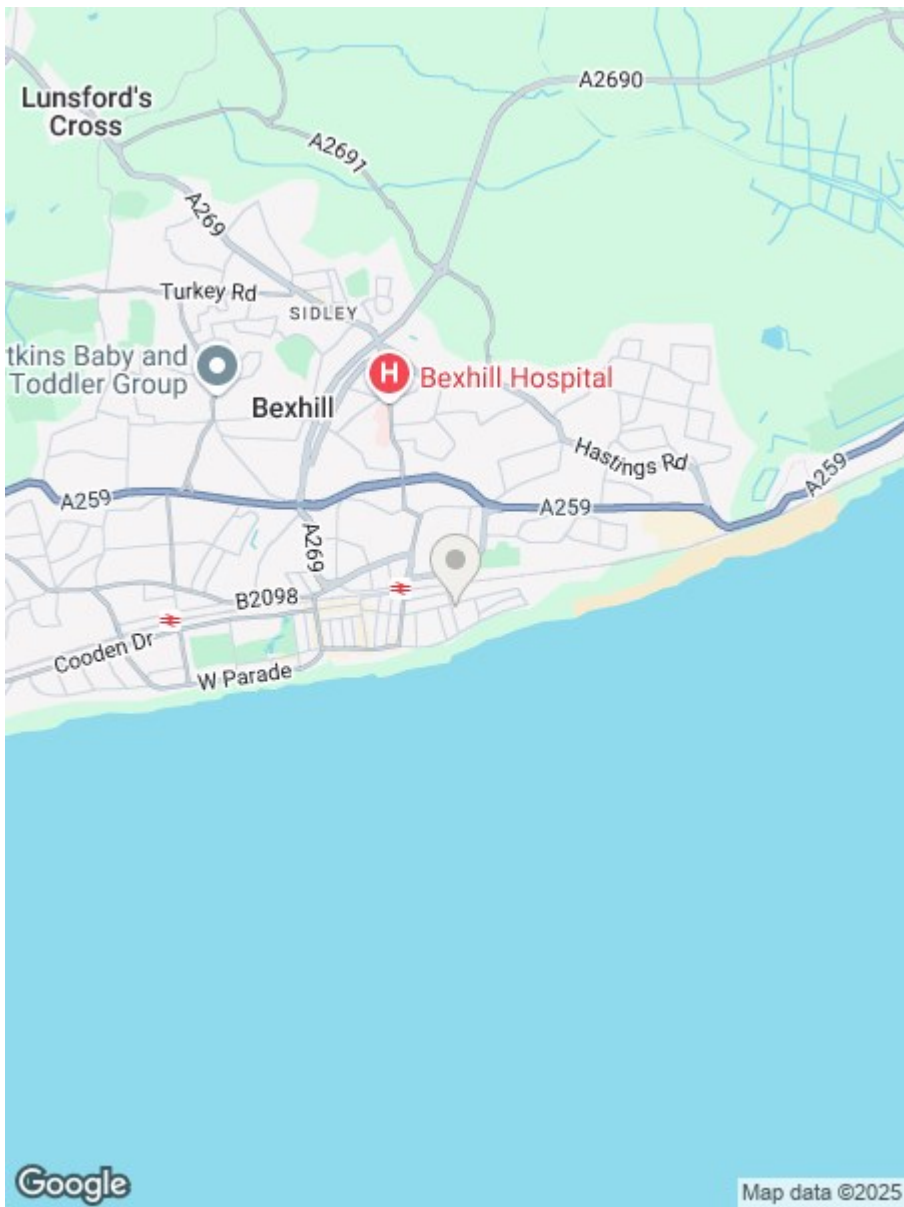 A2690
Lunsford's
Cross
A2691
A269
Turkey Rd
SIDLEY
tkins Baby and
Toddler Group
H
Bexhill Hospital
Bexhill
Hastings Rd
A259
A259
A259
A269
B2098
Cooden Dr
W Parade
Google
Map data ©2025